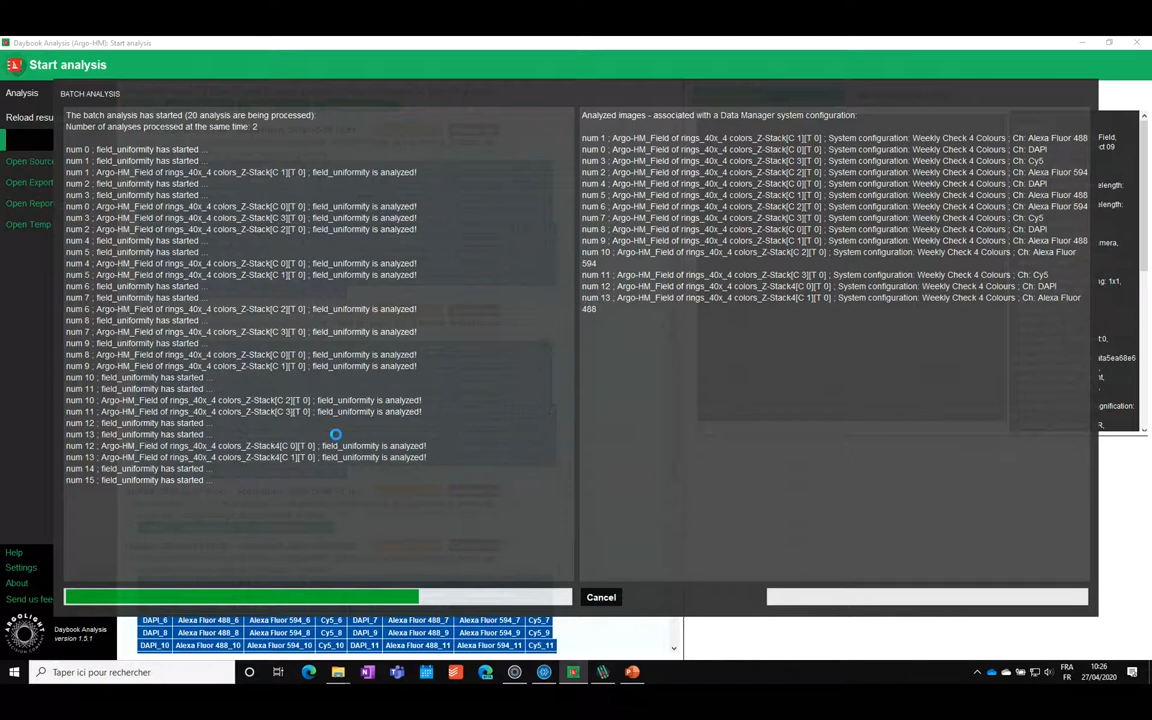 Daybook Analysis (Argo-HM): Start analysis
Start analysis
Analysis
Reload resu
Open Source
Open Export
Open Repor
Open Temp
BATCH ANALYSIS
The batch analysis has started (20 analysis are being processed):
Number of analyses processed at the same time: 2
num 0 ; field_uniformity has started ...
num 1 ; field_uniformity has started ...
num 1 ; Argo-HM_Field of rings_40x_4 colors_Z-Stack[C 1][T 0] ; field_uniformity is analyzed!
num 2 ; field_uniformity has started ...
num 3 ; field_uniformity has started ...
num 0 ; Argo-HM_Field of rings_40x_4 colors_Z-Stack[C 0][T 0] ; field_uniformity is analyzed!
num 3 ; Argo-HM_Field of rings_40x_4 colors_Z-Stack[C 3][T 0] ; field_uniformity is analyzed!
num 2 ; Argo-HM_Field of rings_40x_4 colors_Z-Stack[C 2][T 0] ; field_uniformity is analyzed!
num 4 ; field_uniformity has started ...
num 5 ; field_uniformity has started ...
num 4 ; Argo-HM_Field of rings_40x_4 colors_Z-Stack[C 0][T 0] ; field_uniformity is analyzed!
num 5 ; Argo-HM_Field of rings_40x_4 colors_Z-Stack[C 1][T 0] ; field_uniformity is analyzed!
num 6 ; field_uniformity has started ...
num 7 ; field_uniformity has started ...
num 6 ; Argo-HM_Field of rings_40x_4 colors_Z-Stack[C 2][T 0] ; field_uniformity is analyzed!
num 8 ; field_uniformity has started ...
num 7 ; Argo-HM_Field of rings_40x_4 colors_Z-Stack[C 3][T 0] ; field_uniformity is analyzed!
num 9 ; field_uniformity has started ...
num 8 ; Argo-HM_Field of rings_40x_4 colors_Z-Stack[C 0][T 0] ; field_uniformity is analyzed!
num 9 ; Argo-HM_Field of rings_40x_4 colors_Z-Stack[C 1][T 0] ; field_uniformity is analyzed!
num 10 ; field_uniformity has started ...
num 11 ; field_uniformity has started ...
num 10 ; Argo-HM_Field of rings_40x_4 colors_Z-Stack[C 2][T 0] ; field_uniformity is analyzed!
num 11 ; Argo-HM_Field of rings_40x_4 colors_Z-Stack[C 3][T 0] ; field_uniformity is analyzed!
num 12 ; field_uniformity has started ...
num 13 ; field_uniformity has started ...
num 12 ; Argo-HM_Field of rings_40x_4 colors_Z-Stack4[C 0][T 0] ; field_uniformity is analyzed!
num 13 ; Argo-HM_Field of rings_40x_4 colors_Z-Stack4[C 1][T 0] ; field_uniformity is analyzed!
num 14 ; field_uniformity has started ...
num 15 ; field_uniformity has started ...
Analyzed images - associated with a Data Manager system configuration:
num 1 ; Argo-HM_Field of rings_40x_4 colors_Z-Stack[C 1][T 0] ; System configuration: Weekly Check 4 Colours ; Ch: Alexa Fluor 488
num 0 ; Argo-HM_Field of rings_40x_4 colors_Z-Stack[C 0][T 0] ; System configuration: Weekly Check 4 Colours ; Ch: DAPI
num 3 ; Argo-HM_Field of rings_40x_4 colors_Z-Stack[C 3][T 0] ; System configuration: Weekly Check 4 Colours ; Ch: Cy5
num 2 ; Argo-HM_Field of rings_40x_4 colors_Z-Stack[C 2][T 0] ; System configuration: Weekly Check 4 Colours ; Ch: Alexa Fluor 594
num 4 ; Argo-HM_Field of rings_40x_4 colors_Z-Stack[C 0][T 0] ; System configuration: Weekly Check 4 Colours ; Ch: DAPI
num 5 ; Argo-HM_Field of rings_40x_4 colors_Z-Stack[C 1][T 0] ; System configuration: Weekly Check 4 Colours ; Ch: Alexa Fluor 488
num 6 ; Argo-HM_Field of rings_40x_4 colors_Z-Stack[C 2][T 0] ; System configuration: Weekly Check 4 Colours ; Ch: Alexa Fluor 594
num 7 ; Argo-HM_Field of rings_40x_4 colors_Z-Stack[C 3][T 0] ; System configuration: Weekly Check 4 Colours ; Ch: Cy5
num 8 ; Argo-HM_Field of rings_40x_4 colors_Z-Stack[C 0][T 0] ; System configuration: Weekly Check 4 Colours ; Ch: DAPI
num 9 ; Argo-HM_Field of rings_40x_4 colors_Z-Stack[C 1][T 0] ; System configuration: Weekly Check 4 Colours ; Ch: Alexa Fluor 488
num 10 ; Argo-HM_Field of rings_40x_4 colors_Z-Stack[C 2][T 0] ; System configuration: Weekly Check 4 Colours ; Ch: Alexa Fluor
594
num 11 ; Argo-HM_Field of rings_40x_4 colors_Z-Stack[C 3][T 0] ; System configuration: Weekly Check 4 Colours ; Ch: Cy5
num 12 ; Argo-HM_Field of rings_40x_4 colors_Z-Stack4[C 0][T 0] ; System configuration: Weekly Check 4 Colours ; Ch: DAPI
num 13 ; Argo-HM_Field of rings_40x_4 colors_Z-Stack4[C 1][T 0] ; System configuration: Weekly Check 4 Colours ; Ch: Alexa Fluor
488
Field,
ct 09
elength:
amera,
ng: 1x1,
ata5ea68e6
gnification:
Cancel
Help
Settings
About
Send us fee
ARGOLIGHT
Daybook Analysis
version 1.5.1
DAPI_6 Alexa Fluor 488_6 Alexa Fluor 594_6 Cy5_6 DAPI_7 Alexa Fluor 488_7 Alexa Fluor 594_7 Cy5_7
DAPI_8 Alexa Fluor 488_8 Alexa Fluor 594_8 Cy5_8 DAPI_9 Alexa Fluor 488_9 Alexa Fluor 594_9 Cy5_9
DAPI_10 Alexa Fluor 488_10 Alexa Fluor 594_10 Cy5_10 DAPI_11 Alexa Fluor 488_11 Alexa Fluor 594_11 Cy5_11
Taper ici pour rechercher
FRA
FR
10:26
27/04/2020